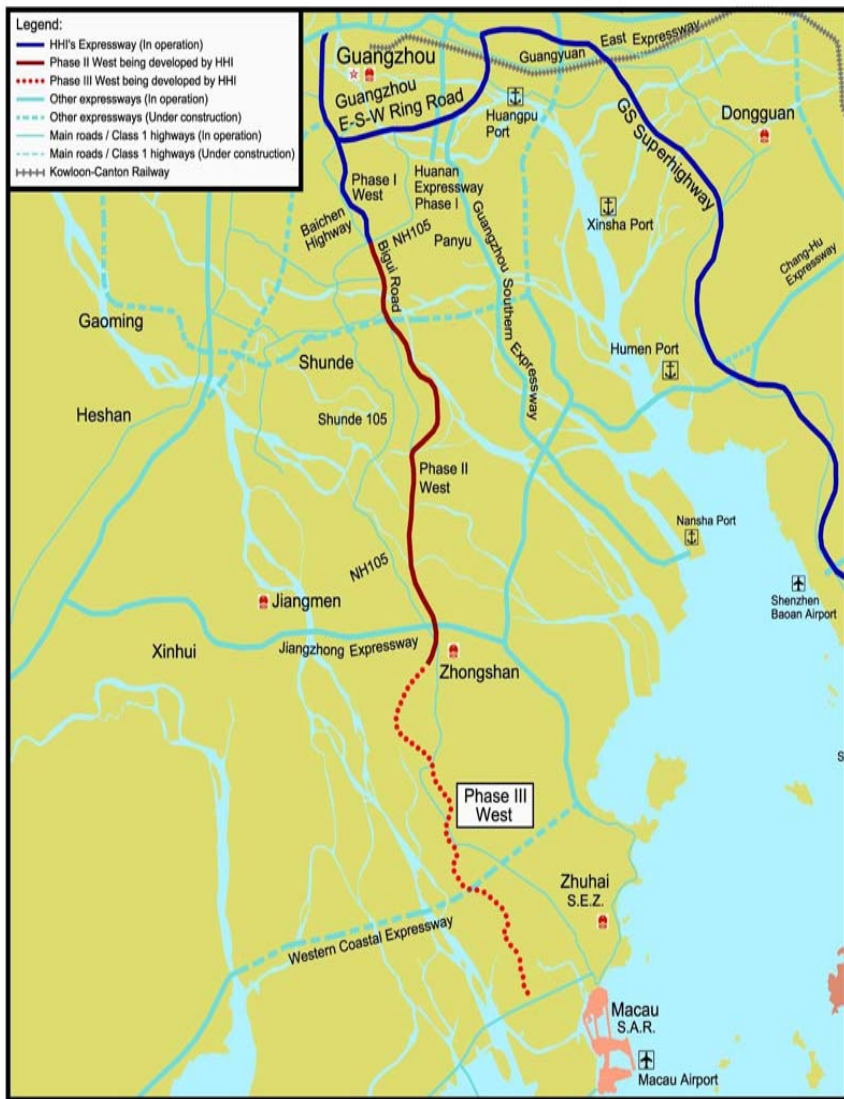 Legend:
HHI's Expressway (In operation)
Phase II West being developed by HHI
Phase III West being developed by HHI
Other expressways (In operation)
Other expressways (Under construction)
Main roads / Class 1 highways (In operation)
Main roads / Class 1 highways (Under construction)
Kowloon-Canton Railway
Guangzhou
Guangzhou
E-S-W Ring Road
Guangyuan East Expressway
Huangpu
Port
Dongguan
GS Superhighway
Phase I
West
Huanan
Expressway
Phase I
Baichen
Highway
NH105
Panyu
Xinsha Port
Bigui Road
Guangzhou Southern Expressway
Chang-Hu
Expressway
Gaoming
Shunde
Humen Port
Heshan
Shunde 105
Phase II
West
Nansha Port
NH105
Jiangmen
Shenzhen
Baoan Airport
Xinhui
Jiangzhong Expressway
Zhongshan
S
Phase III
West
Zhuhai
S.E.Z.
Western Coastal Expressway
Macau
S.A.R.
Macau Airport